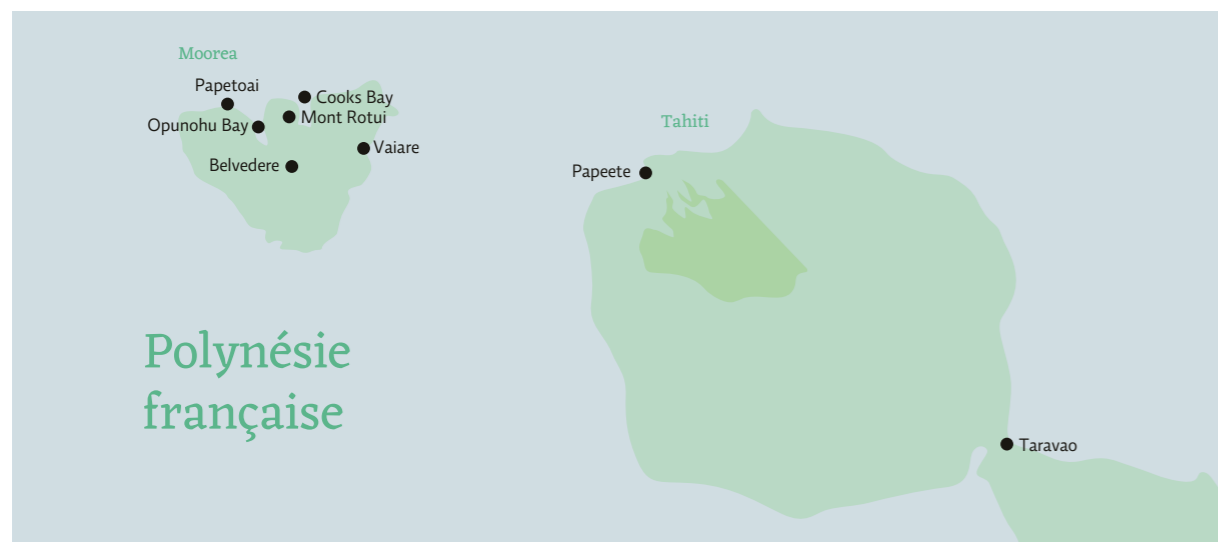 Moorea
Papetoai
Cooks Bay
Mont Rotui
Opunohu Bay
Vaiare
Belvedere
Tahiti
Papeete
Polynésie
française
Taravao